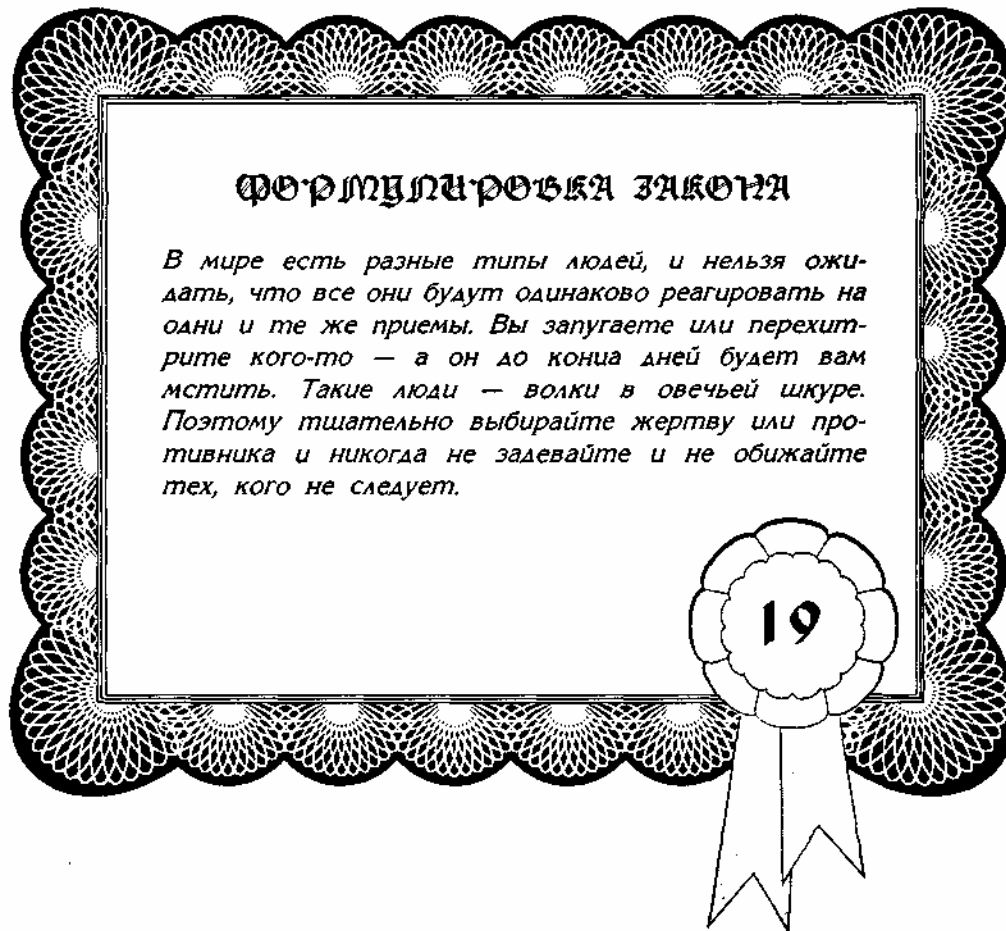 ФОРМУЛИРОВКА ЗАКОНА
В мире есть разные типы людей, и нельзя ожи-
дать, что все они будут одинаково реагировать на
одни и те же приемы. Вы запугаете или перехит-
рите кого-то — а он до конца дней будет вам
мстить. Такие люди — волки в овечьей шкуре.
Поэтому тщательно выбирайте жертву или про-
тивника и никогда не задевайте и не обижайте
тех, кого не следует.
19